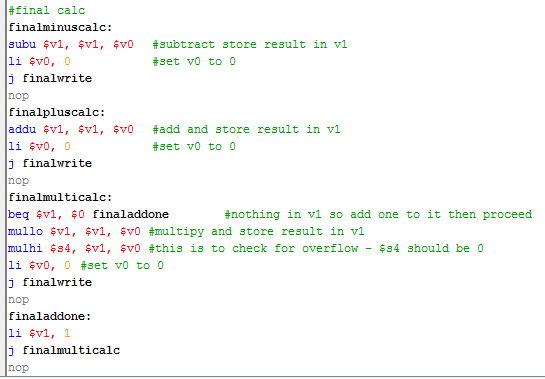 #final calc
finalminuscalc:
subu $v1, $v1, $v0 #subtract store result in v1
li $v0, 0 #set v0 to 0
j finalwrite
nop
finalpluscalc:
addu $v1, $v1, $v0 #add and store result in v1
li $v0, 0 #set v0 to 0
j finalwrite
nop
finalmulticalc:
beq $v1, $0 finaladdone #nothing in v1 so add one to it then proceed
mullo $v1, $v1, $v0 #multipy and store result in v1
mulhi $s4, $v1, $v0 #this is to check for overflow - $s4 should be 0
li $v0, 0 #set v0 to 0
j finalwrite
nop
finaladdone:
li $v1, 1
j finalmulticalc
nop